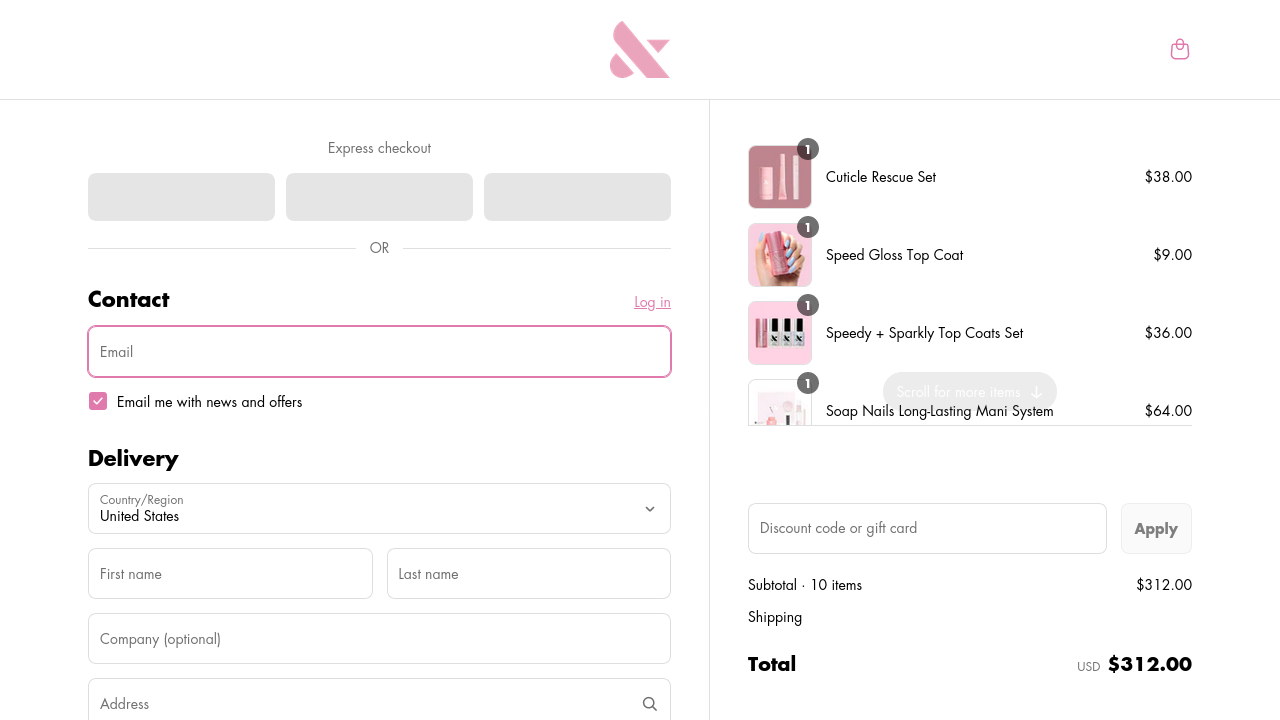 Express checkout
OR
Contact
Log in
Email
Email me with news and offers
Delivery
Country/Region
United States
First name
Last name
Company (optional)
Address
1
Cuticle Rescue Set
$38.00
1
Speed Gloss Top Coat
$9.00
1
Speedy + Sparkly Top Coats Set
$36.00
1
Scroll for more items
Soap Nails Long-Lasting Mani System
$64.00
Discount code or gift card
Apply
Subtotal · 10 items
$312.00
Shipping
Total
USD $312.00